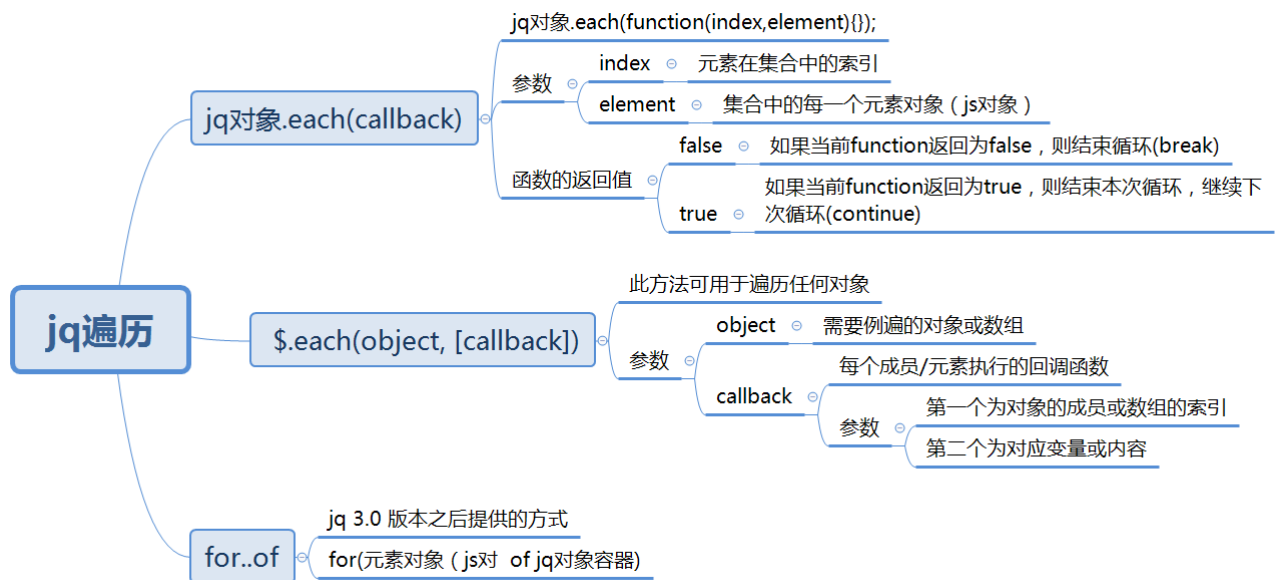 jq遍历
jq对象.each(callback)
jq对象.each(function(index,element){});
参数
index
元素在集合中的索引
element
集合中的每一个元素对象（js对象）
函数的返回值
false
如果当前function返回为false，则结束循环(break)
true
如果当前function返回为true，则结束本次循环，继续下
次循环(continue)
$.each(object, [callback])
此方法可用于遍历任何对象
参数
object
需要例遍的对象或数组
callback
每个成员/元素执行的回调函数
参数
第一个为对象的成员或数组的索引
第二个为对应变量或内容
for..of
jq 3.0 版本之后提供的方式
for(元素对象（js对 of jq对象容器)